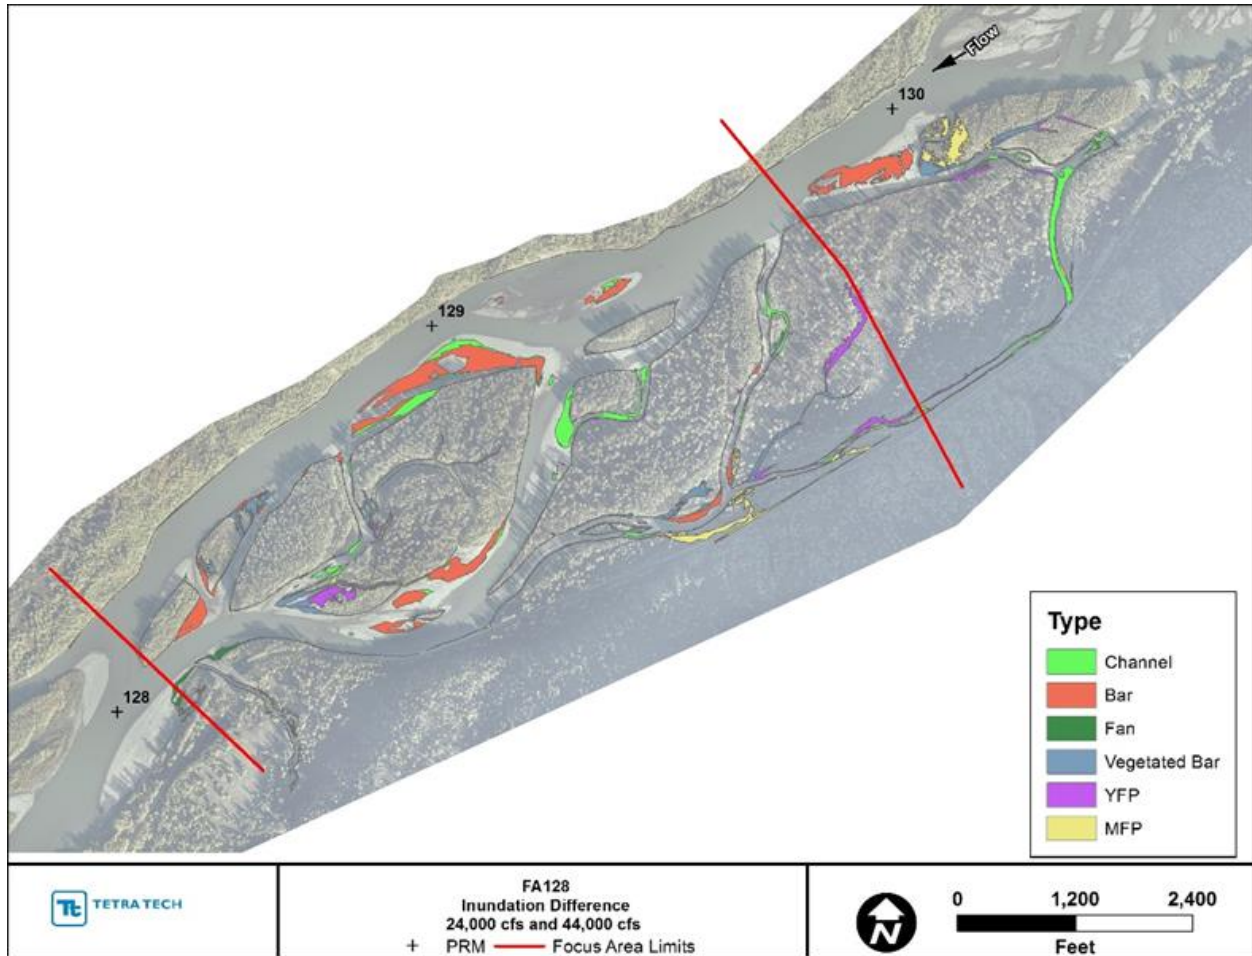 Flow
130
129
128
Type
Channel
Bar
Fan
Vegetated Bar
YFP
MFP
Tt TETRA TECH
FA128
Inundation Difference
24,000 cfs and 44,000 cfs
+ PRM Focus Area Limits
N
0 1,200 2,400
Feet